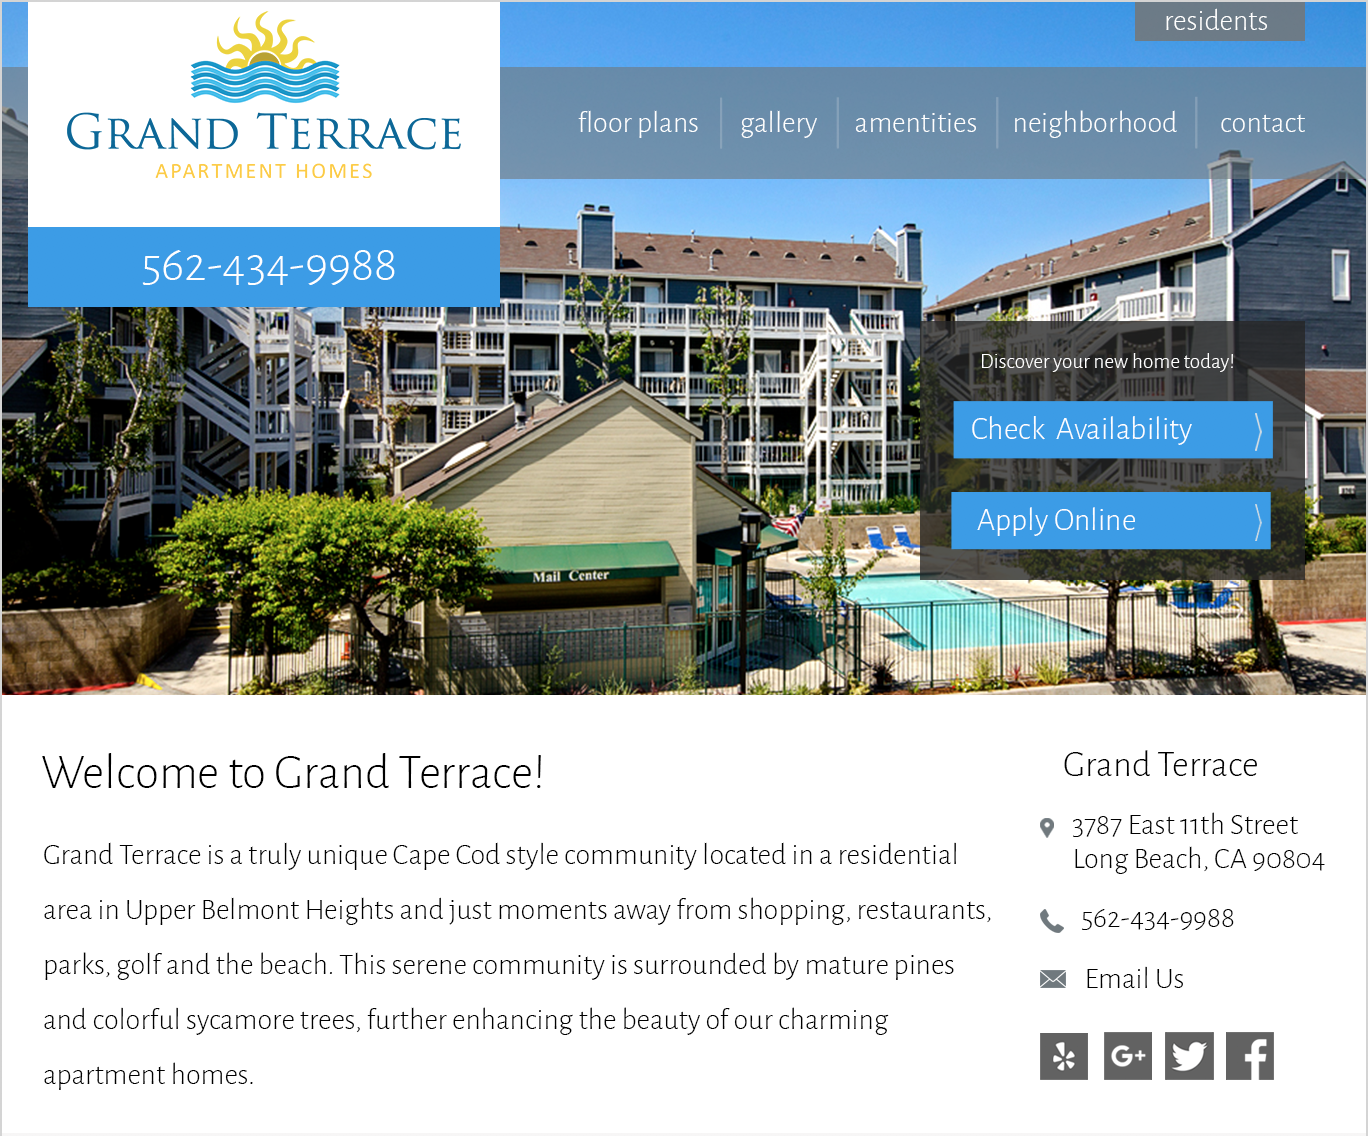 residents
GRAND TERRACE
APARTMENT HOMES
floor plans
gallery
amentities
neighborhood
contact
562-434-9988
Discover your new home today!
Check Availability
Apply Online
Mail Center
Welcome to Grand Terrace!
Grand Terrace is a truly unique Cape Cod style community located in a residential
area in Upper Belmont Heights and just moments away from shopping, restaurants,
parks, golf and the beach. This serene community is surrounded by mature pines
and colorful sycamore trees, further enhancing the beauty of our charming
apartment homes.
Grand Terrace
3787 East 11th Street
Long Beach, CA 90804
562-434-9988
Email Us
G+